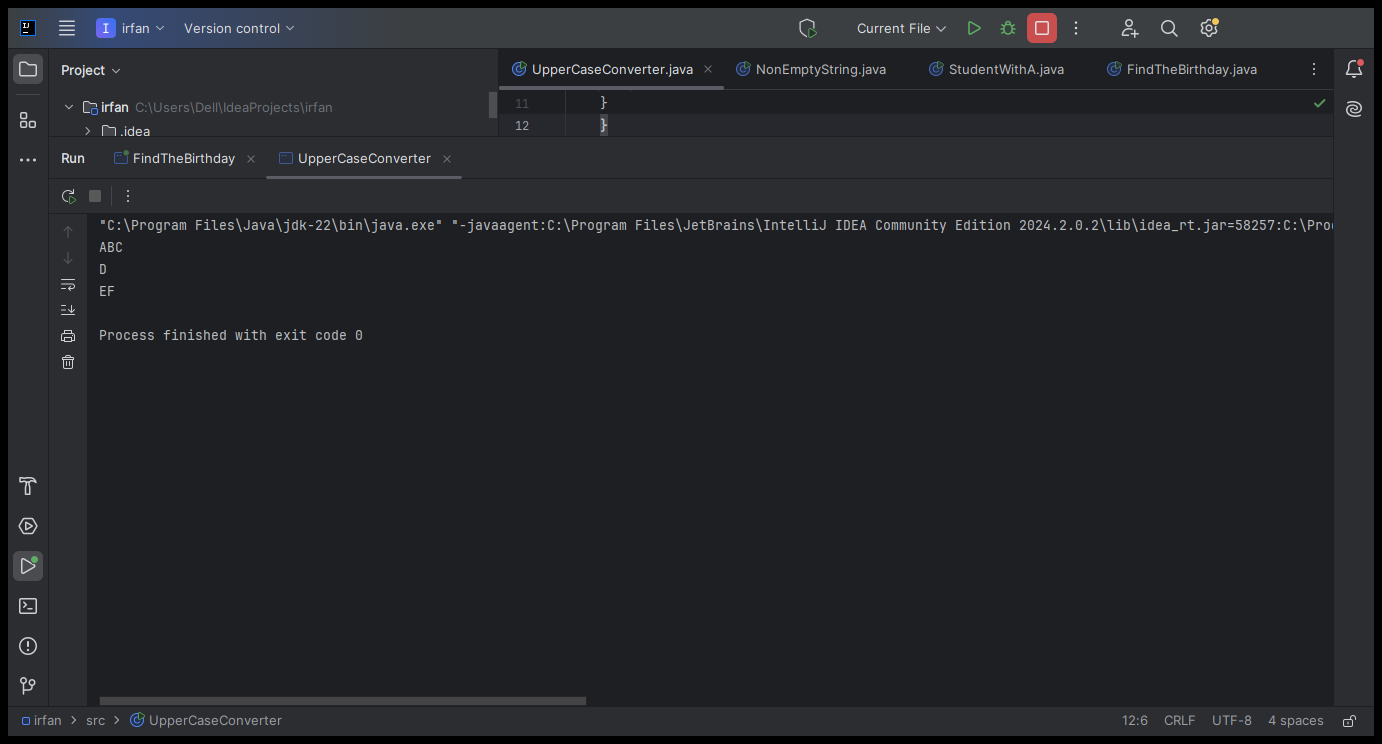 I irfan Version control Current File
Project
UpperCaseConverter.java NonEmptyString.java StudentWithA.java FindTheBirthday.java
irfan C:\Users\Dell\IdeaProjects\irfan
.idea
11 }
12 }
Run FindTheBirthday UpperCaseConverter
"C:\Program Files\Java\jdk-22\bin\java.exe" "-javaagent:C:\Program Files\JetBrains\IntelliJ IDEA Community Edition 2024.2.0.2\lib\idea_rt.jar=58257:C:\Pro
ABC
D
EF
Process finished with exit code 0
irfan src UpperCaseConverter 12:6 CRLF UTF-8 4 spaces